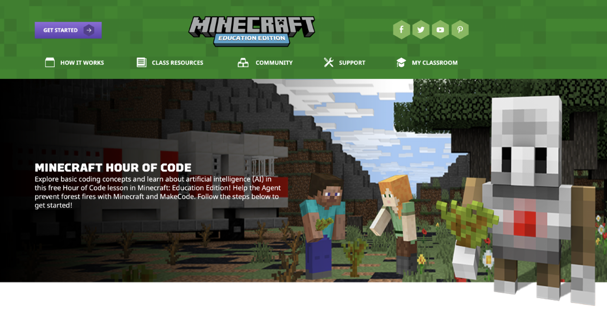 GET STARTED
MINECRAFT
EDUCATION EDITION
HOW IT WORKS
CLASS RESOURCES
COMMUNITY
SUPPORT
MY CLASSROOM
MINECRAFT HOUR OF CODE
Explore basic coding concepts and learn about artificial intelligence (AI) in
this free Hour of Code lesson in Minecraft: Education Edition! Help the Agent
prevent forest fires with Minecraft and MakeCode. Follow the steps below to
get started!